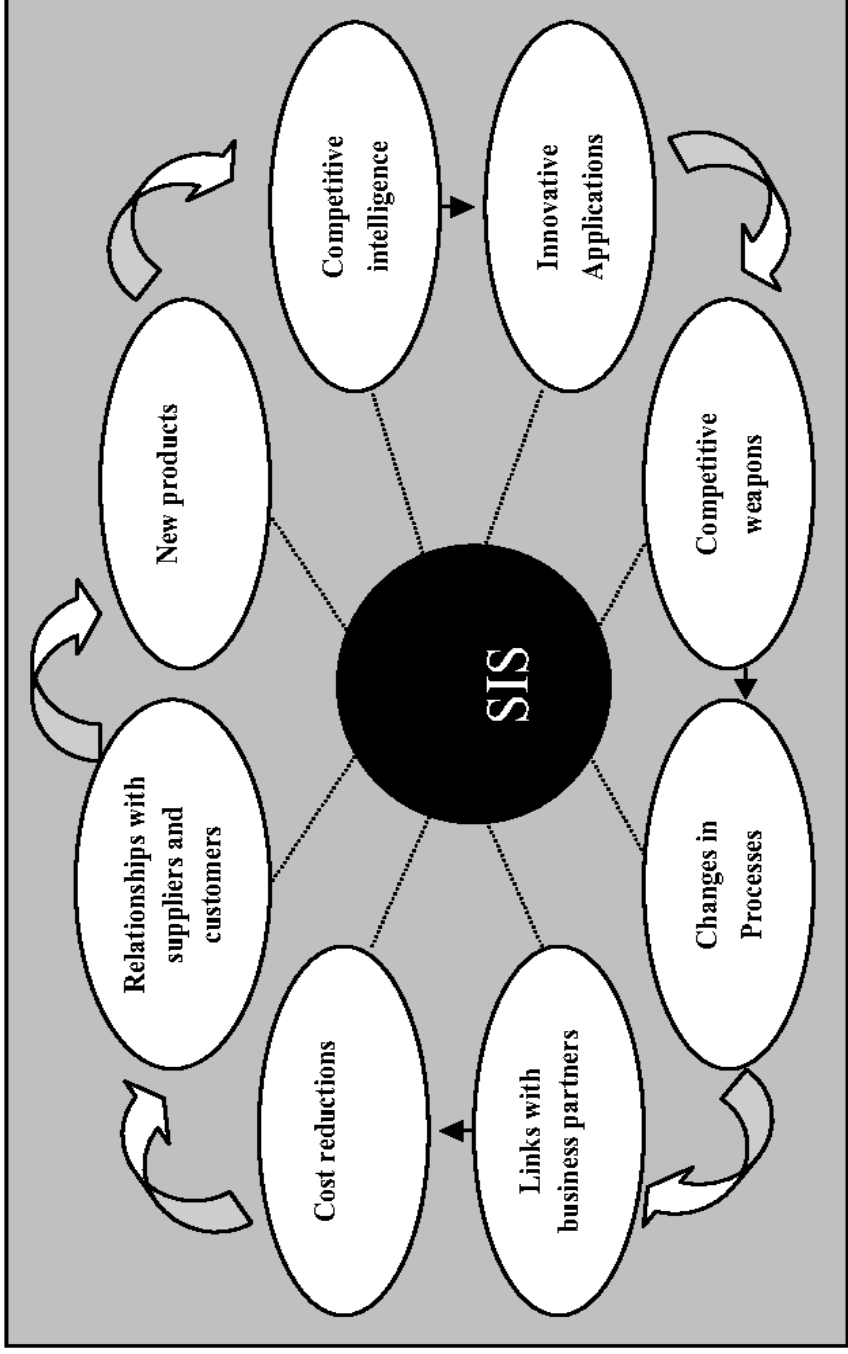 Relationships with
suppliers and
customers
New products
Cost reductions
Competitive
intelligence
SIS
Links with
business partners
Innovative
Applications
Changes in
Processes
Competitive
weapons